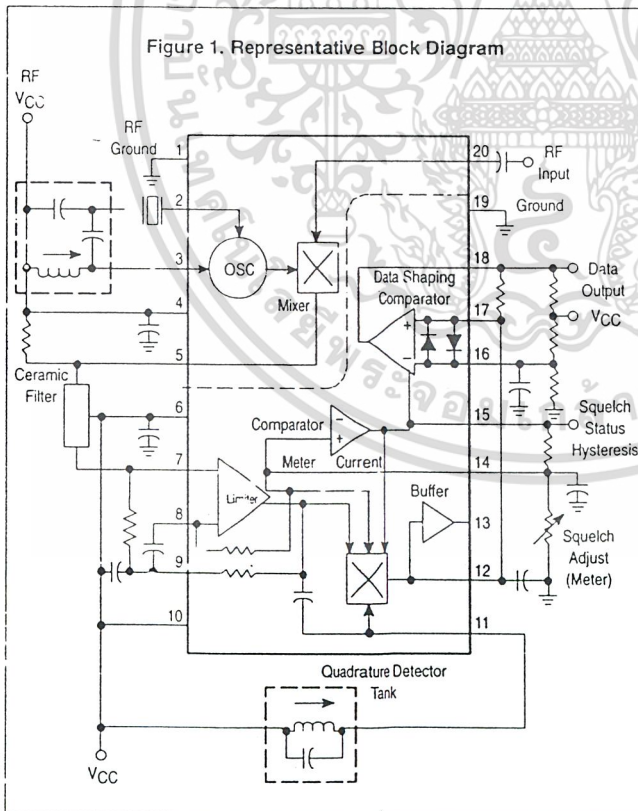 Figure 1. Representative Block Diagram
RF
VCC
RF
Ground
1
2
3
4
5
6
7
8
9
10
20
RF
Input
19
Ground
18
Data
Output
17
VCC
16
15
Squelch
Status
Hysteresis
14
13
Squelch
Adjust
(Meter)
12
11
OSC
Mixer
Data Shaping
Comparator
+
−
Ceramic
Filter
Comparator
−
+
Meter Current
Limiter
Buffer
Quadrature Detector
Tank
VCC